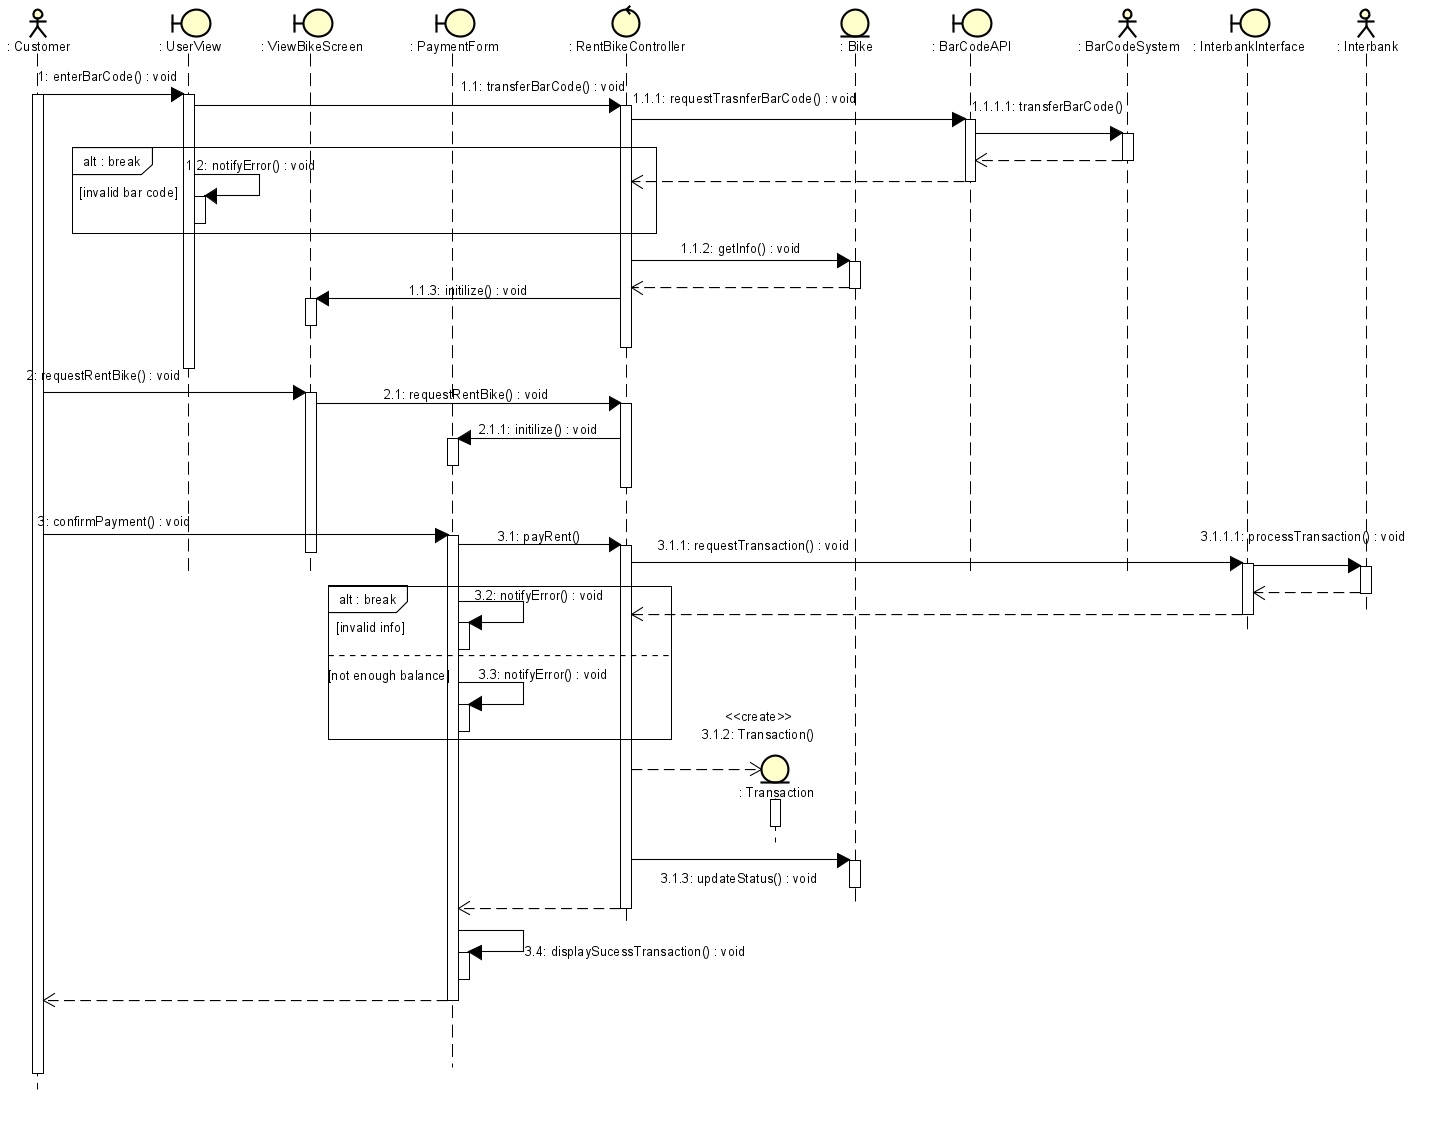 : Customer
: UserView
: ViewBikeScreen
: PaymentForm
: RentBikeController
: Bike
: BarCodeAPI
: BarCodeSystem
: InterbankInterface
: Interbank
1: enterBarCode() : void
1.1: transferBarCode() : void
1.1.1: requestTrasnferBarCode() : void
1.1.1.1: transferBarCode()
alt : break
1.2: notifyError() : void
[invalid bar code]
1.1.2: getInfo() : void
1.1.3: initilize() : void
2: requestRentBike() : void
2.1: requestRentBike() : void
2.1.1: initilize() : void
3: confirmPayment() : void
3.1: payRent()
3.1.1: requestTransaction() : void
3.1.1.1: processTransaction() : void
alt : break
3.2: notifyError() : void
[invalid info]
[not enough balance]
3.3: notifyError() : void
<<create>>
3.1.2: Transaction()
: Transaction
3.1.3: updateStatus() : void
3.4: displaySucessTransaction() : void